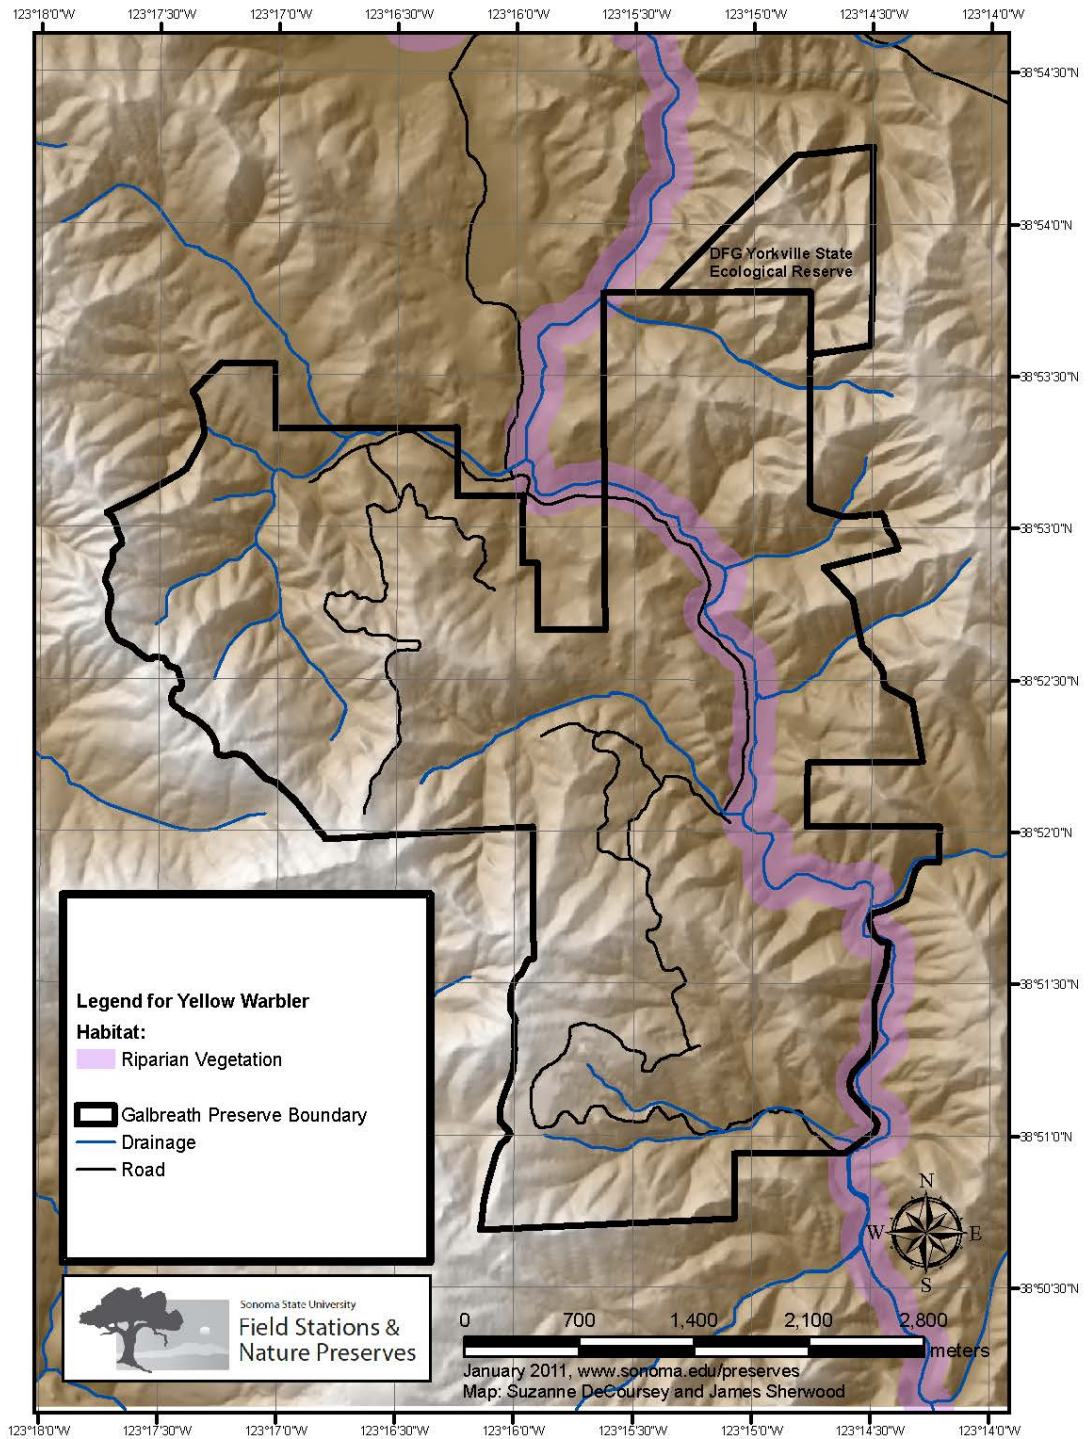 123°18'0"W 123°17'30"W 123°17'0"W 123°16'30"W 123°16'0"W 123°15'30"W 123°15'0"W 123°14'30"W 123°14'0"W
38°54'30"N
38°54'0"N
DFG Yorkville State
Ecological Reserve
38°53'30"N
38°53'0"N
38°52'30"N
38°52'0"N
38°51'30"N
38°51'0"N
38°50'30"N
Legend for Yellow Warbler
Habitat:
Riparian Vegetation
Galbreath Preserve Boundary
Drainage
Road
N
W E
S
Sonoma State University
Field Stations &
Nature Preserves
0 700 1,400 2,100 2,800
meters
January 2011, www.sonoma.edu/preserves
Map: Suzanne DeCoursey and James Sherwood
123°18'0"W 123°17'30"W 123°17'0"W 123°16'30"W 123°16'0"W 123°15'30"W 123°15'0"W 123°14'30"W 123°14'0"W